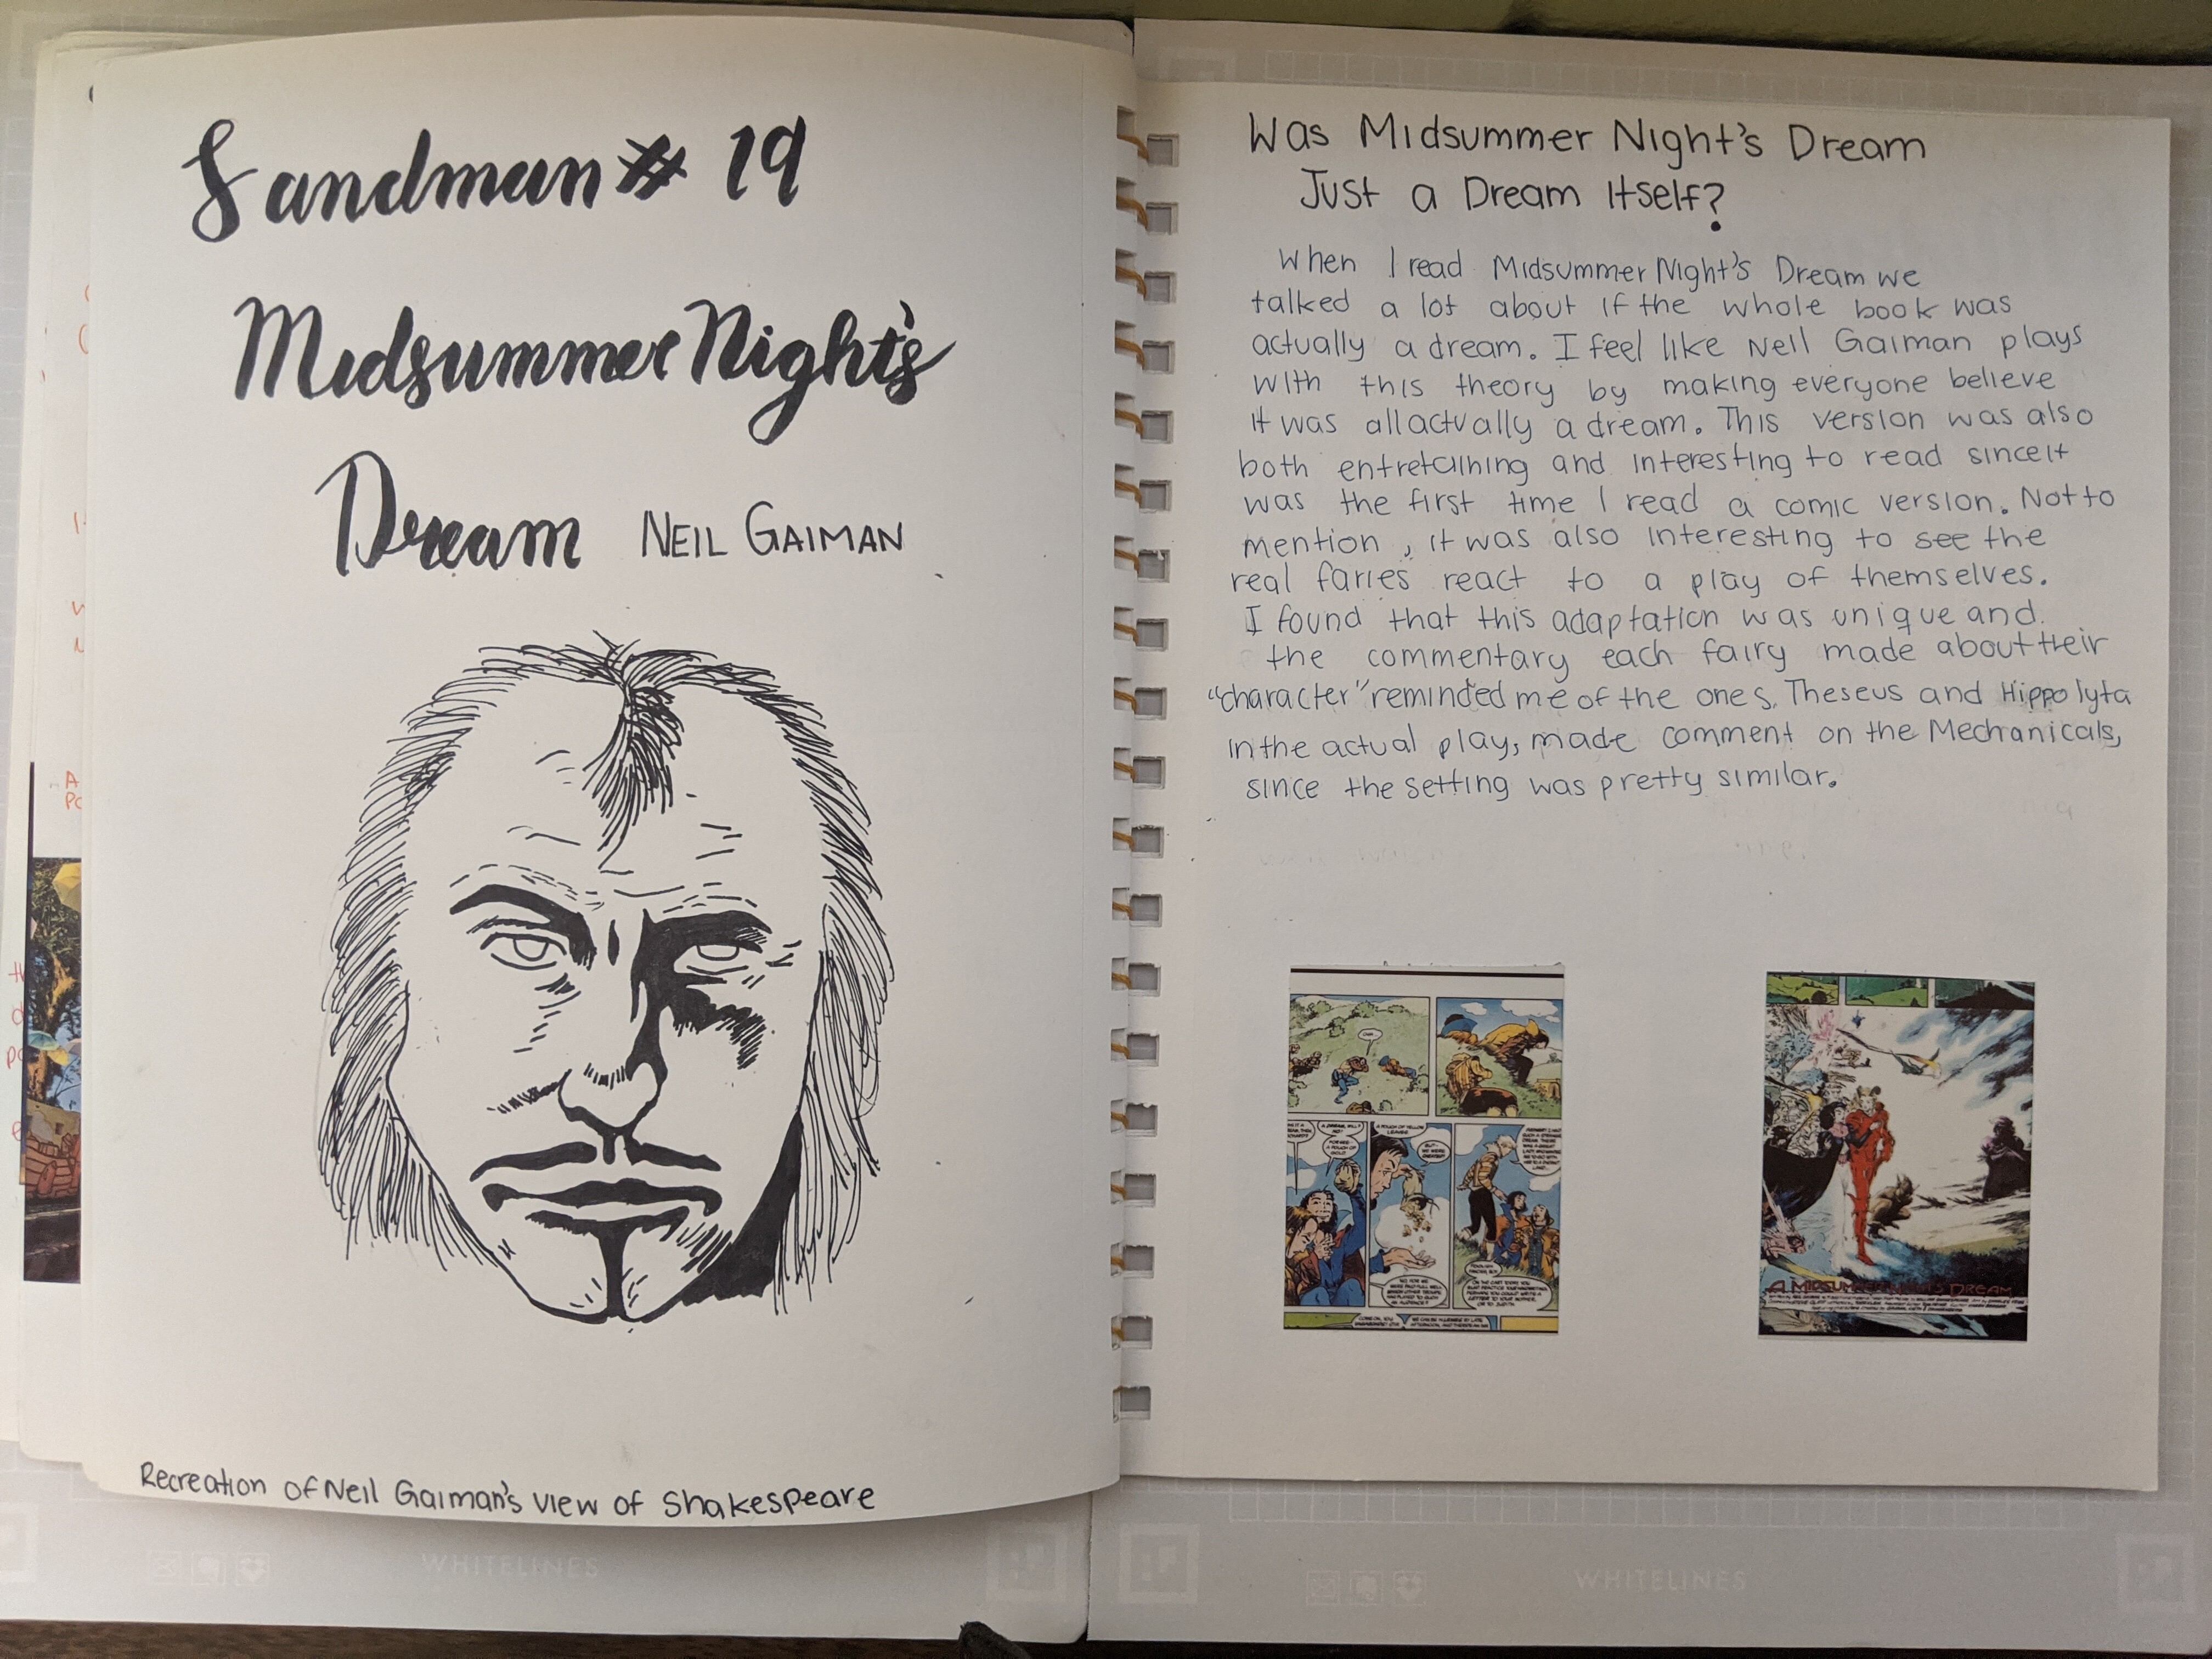 Sandman # 19
Midsummer Night's
Dream NEIL GAIMAN
Recreation of Neil Gaiman's view of Shakespeare
WHITELINES
Was Midsummer Night's Dream
Just a Dream Itself?
When I read Midsummer Night's Dream we
talked a lot about if the whole book was
actually a dream. I feel like Neil Gaiman plays
with this theory by making everyone believe
it was all actually a dream. This version was also
both entretaining and interesting to read since it
was the first time I read a comic version. Not to
mention, it was also interesting to see the
real faries react to a play of themselves.
I found that this adaptation was unique and
the commentary each fairy made about their
"character" reminded me of the ones, Theseus and Hippolyta
in the actual play, made comment on the Mechanicals,
since the setting was pretty similar.
A MIDSUMMER NIGHT'S DREAM
WHITELINES